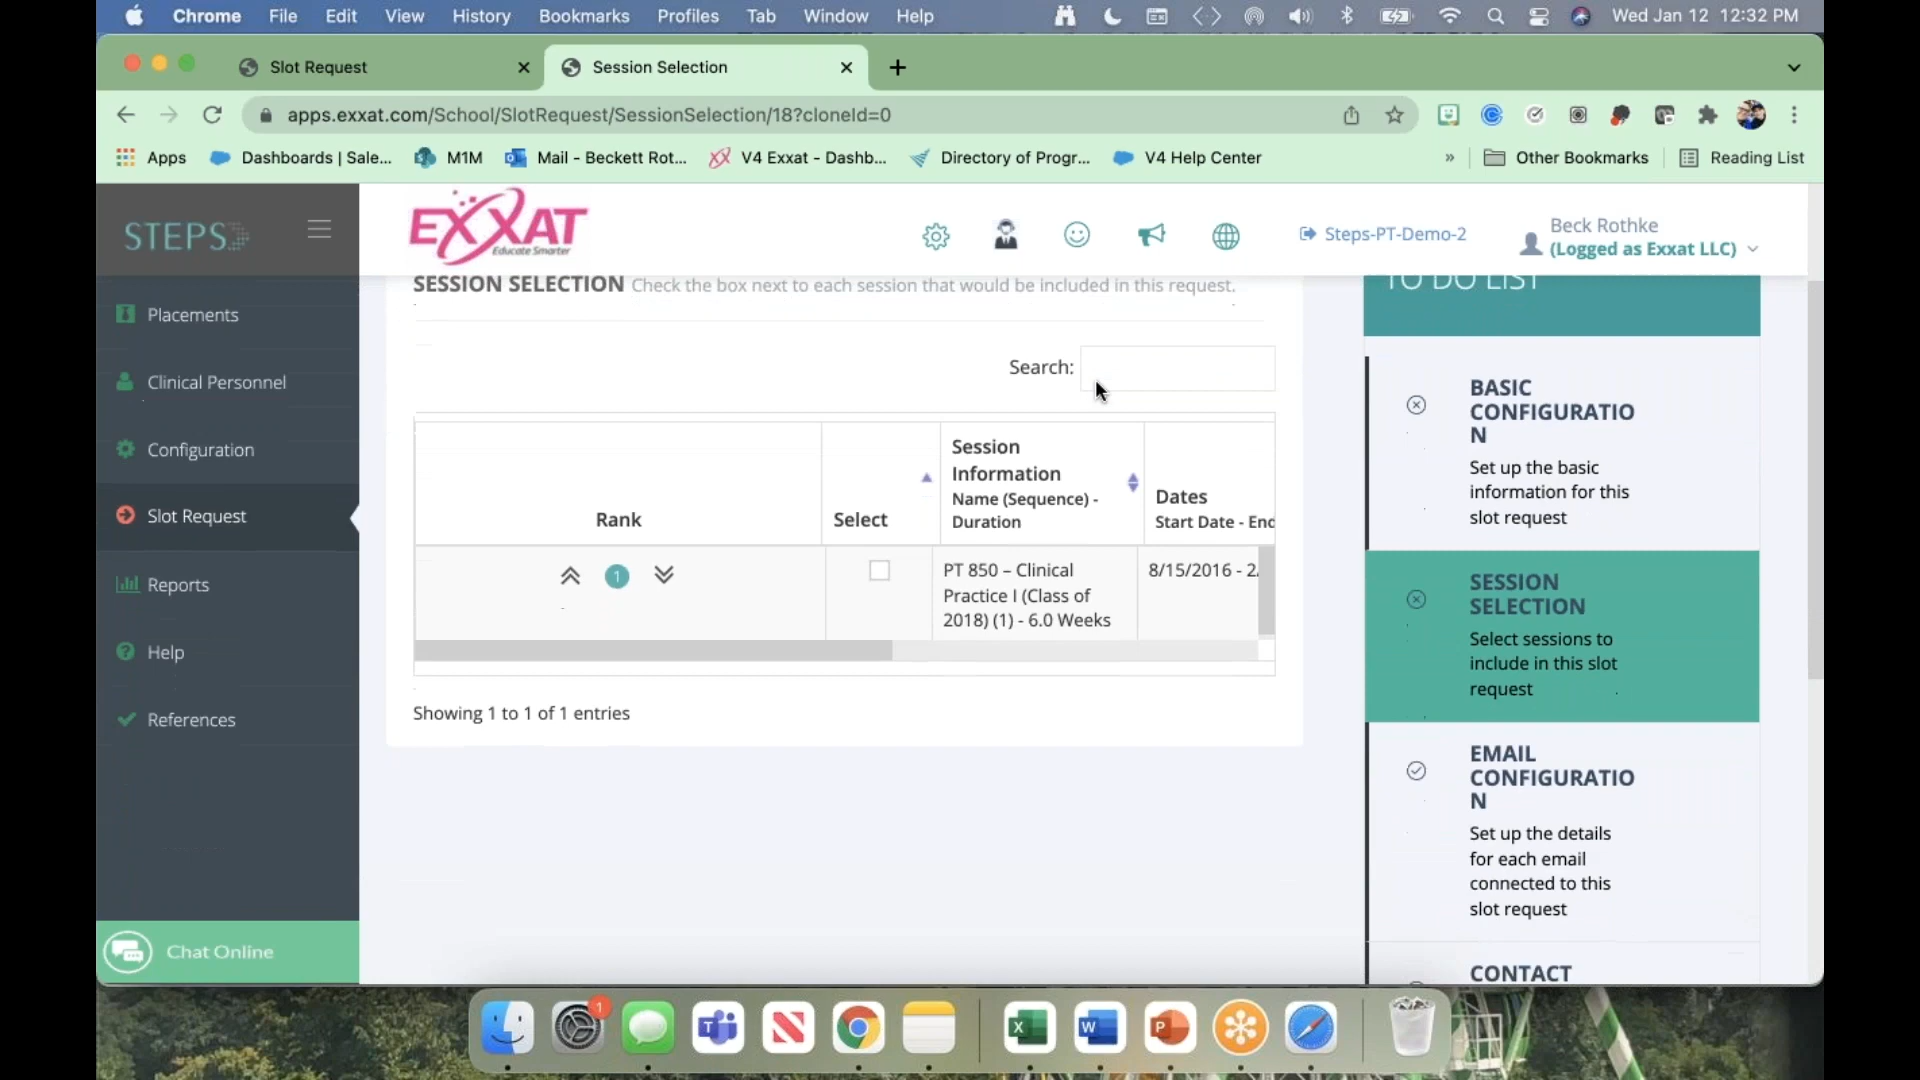 Chrome File Edit View History Bookmarks Profiles Tab Window Help Wed Jan 12 12:32 PM
Slot Request
Session Selection
apps.exxat.com/School/SlotRequest/SessionSelection/18?cloneId=0
Apps Dashboards | Sale... M1M Mail - Beckett Rot... V4 Exxat - Dashb... Directory of Progr... V4 Help Center » Other Bookmarks Reading List
STEPS
EXXAT
Educate Smarter
Steps-PT-Demo-2
Beck Rothke
(Logged as Exxat LLC)
Placements
Clinical Personnel
Configuration
Slot Request
Reports
Help
References
Chat Online
SESSION SELECTION Check the box next to each session that would be included in this request.
Search:
Rank
Select
Session
Information
Name (Sequence) -
Duration
Dates
Start Date - End
1
PT 850 – Clinical
Practice I (Class of
2018) (1) - 6.0 Weeks
8/15/2016 - 2
Showing 1 to 1 of 1 entries
TO DO LIST
BASIC
CONFIGURATIO
N
Set up the basic
information for this
slot request
SESSION
SELECTION
Select sessions to
include in this slot
request
EMAIL
CONFIGURATIO
N
Set up the details
for each email
connected to this
slot request
CONTACT
1
T
X
W
P